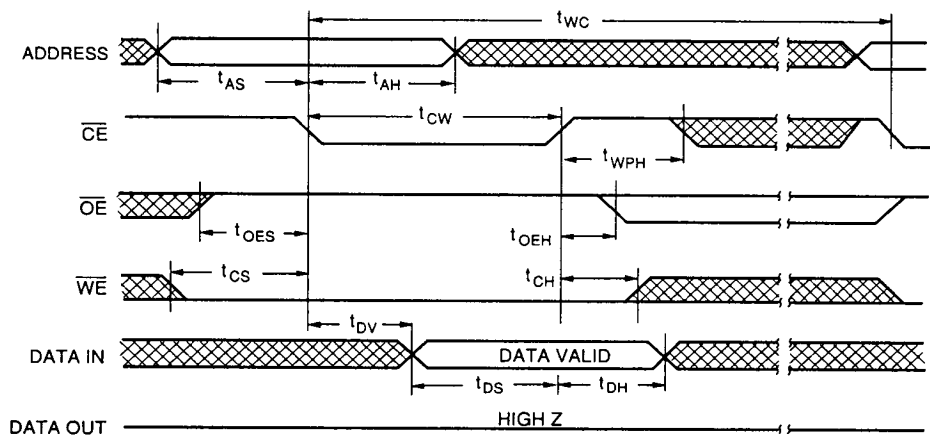 tWC
ADDRESS
tAS
tAH
CE
tCW
tWPH
OE
tOES
tOEH
WE
tCS
tCH
tDV
DATA IN
DATA VALID
tDS
tDH
DATA OUT
HIGH Z